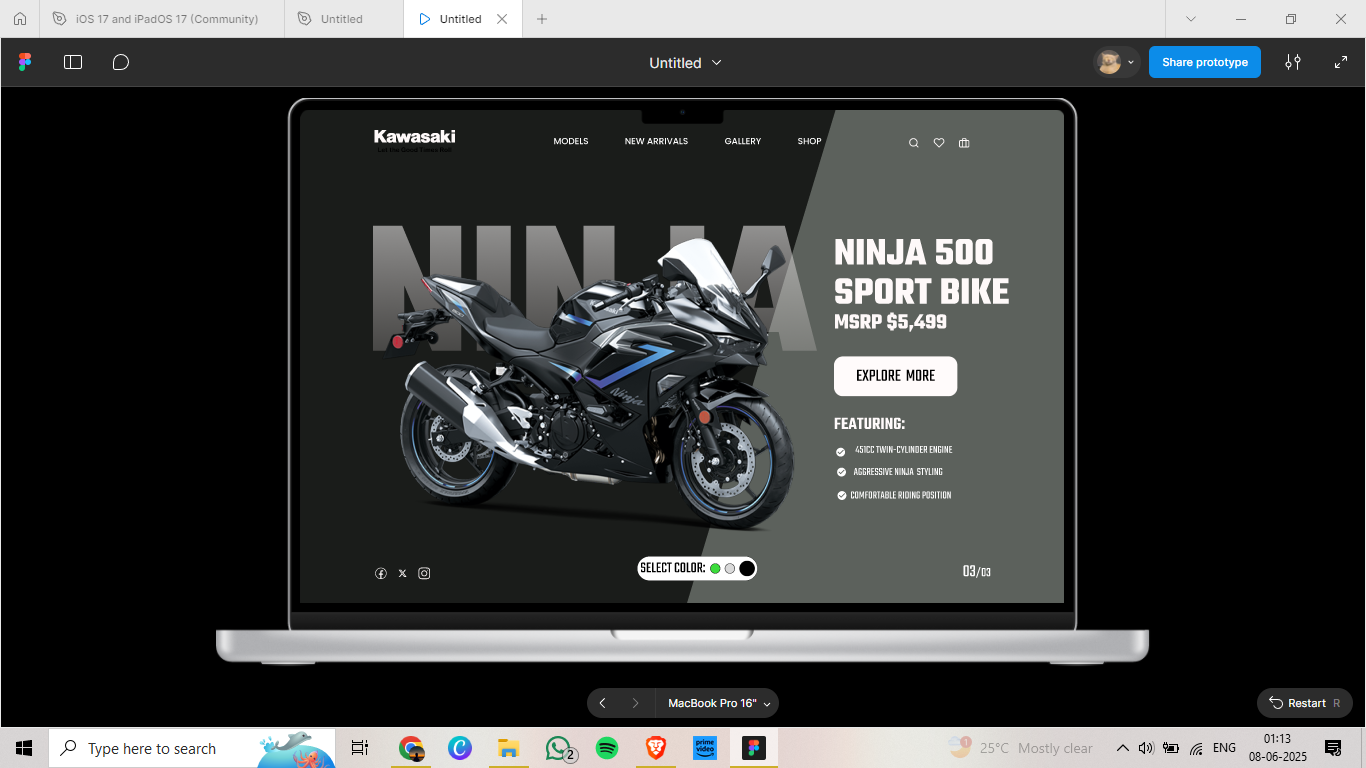 iOS 17 and iPadOS 17 (Community)
Untitled
Untitled
Untitled
Share prototype
Kawasaki
MODELS NEW ARRIVALS GALLERY SHOP
NINJA
NINJA 500
SPORT BIKE
MSRP $5,499
EXPLORE MORE
Ninja
FEATURING:
451CC TWIN-CYLINDER ENGINE
AGGRESSIVE NINJA STYLING
COMFORTABLE RIDING POSITION
SELECT COLOR:
03/03
MacBook Pro 16"
Restart R
Type here to search
2
prime video
1
25°C Mostly clear
ENG
01:13
08-06-2025